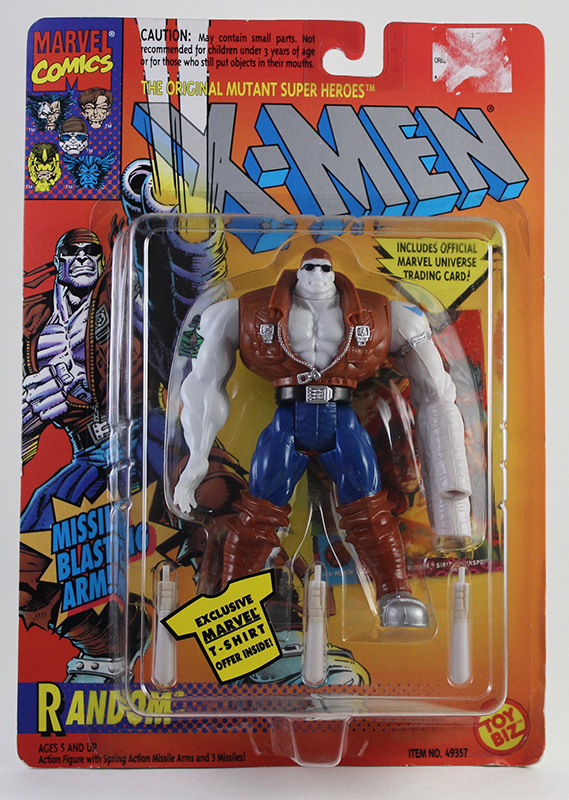 MARVEL®
COMICS
CAUTION: May contain small parts. Not
recommended for children under 3 years of age
or for those who still put objects in their mouths.
THE ORIGINAL MUTANT SUPER HEROES™
X-MEN®
INCLUDES OFFICIAL
MARVEL UNIVERSE
TRADING CARD!
MISSILE
BLASTING
ARM!
EXCLUSIVE
MARVEL®
T-SHIRT
OFFER INSIDE!
RANDOM™
AGES 5 AND UP
Action Figure with Spring Action Missile Arms and 3 Missiles!
TOY
BIZ
ITEM NO. 49357